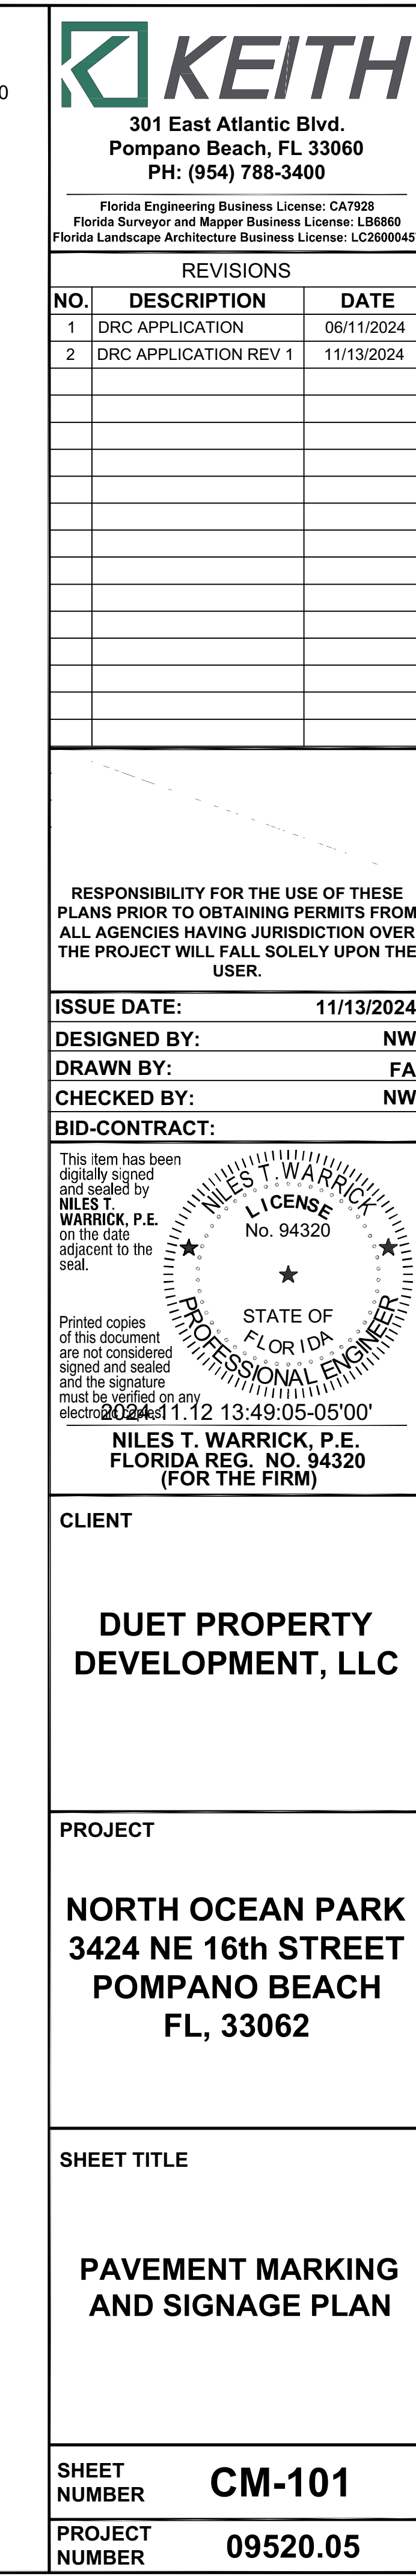 0
KEITH
301 East Atlantic Blvd.
Pompano Beach, FL 33060
PH: (954) 788-3400
Florida Engineering Business License: CA7928
Florida Surveyor and Mapper Business License: LB6860
Florida Landscape Architecture Business License: LC2600045
REVISIONS
NO. DESCRIPTION DATE
1 DRC APPLICATION 06/11/2024
2 DRC APPLICATION REV 1 11/13/2024
RESPONSIBILITY FOR THE USE OF THESE
PLANS PRIOR TO OBTAINING PERMITS FROM
ALL AGENCIES HAVING JURISDICTION OVER
THE PROJECT WILL FALL SOLELY UPON THE
USER.
ISSUE DATE: 11/13/2024
DESIGNED BY: NW
DRAWN BY: FA
CHECKED BY: NW
BID-CONTRACT:
This item has been
digitally signed
and sealed by
NILES T.
WARRICK, P.E.
on the date
adjacent to the
seal.
Printed copies
of this document
are not considered
signed and sealed
and the signature
must be verified on any
electronic copies.
NILES T. WARRICK
LICENSE
No. 94320
STATE OF
FLORIDA
PROFESSIONAL ENGINEER
2024.11.12 13:49:05-05'00'
NILES T. WARRICK, P.E.
FLORIDA REG. NO. 94320
(FOR THE FIRM)
CLIENT
DUET PROPERTY
DEVELOPMENT, LLC
PROJECT
NORTH OCEAN PARK
3424 NE 16th STREET
POMPANO BEACH
FL, 33062
SHEET TITLE
PAVEMENT MARKING
AND SIGNAGE PLAN
SHEET
NUMBER
CM-101
PROJECT
NUMBER
09520.05